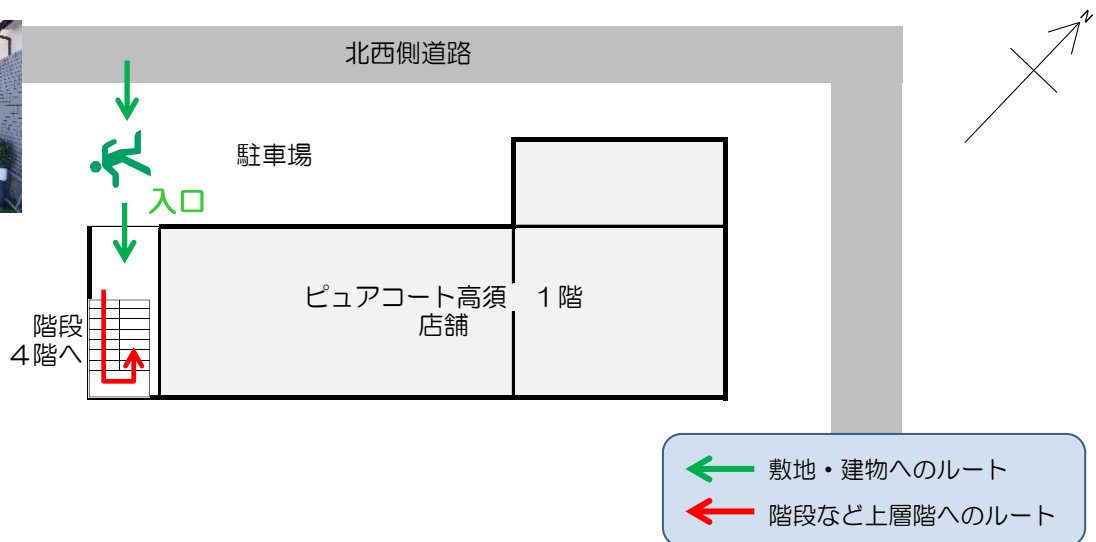 N
北西側道路
駐車場
入口
ピュアコート高須　１階
店舗
階段
４階へ
敷地・建物へのルート
階段など上層階へのルート